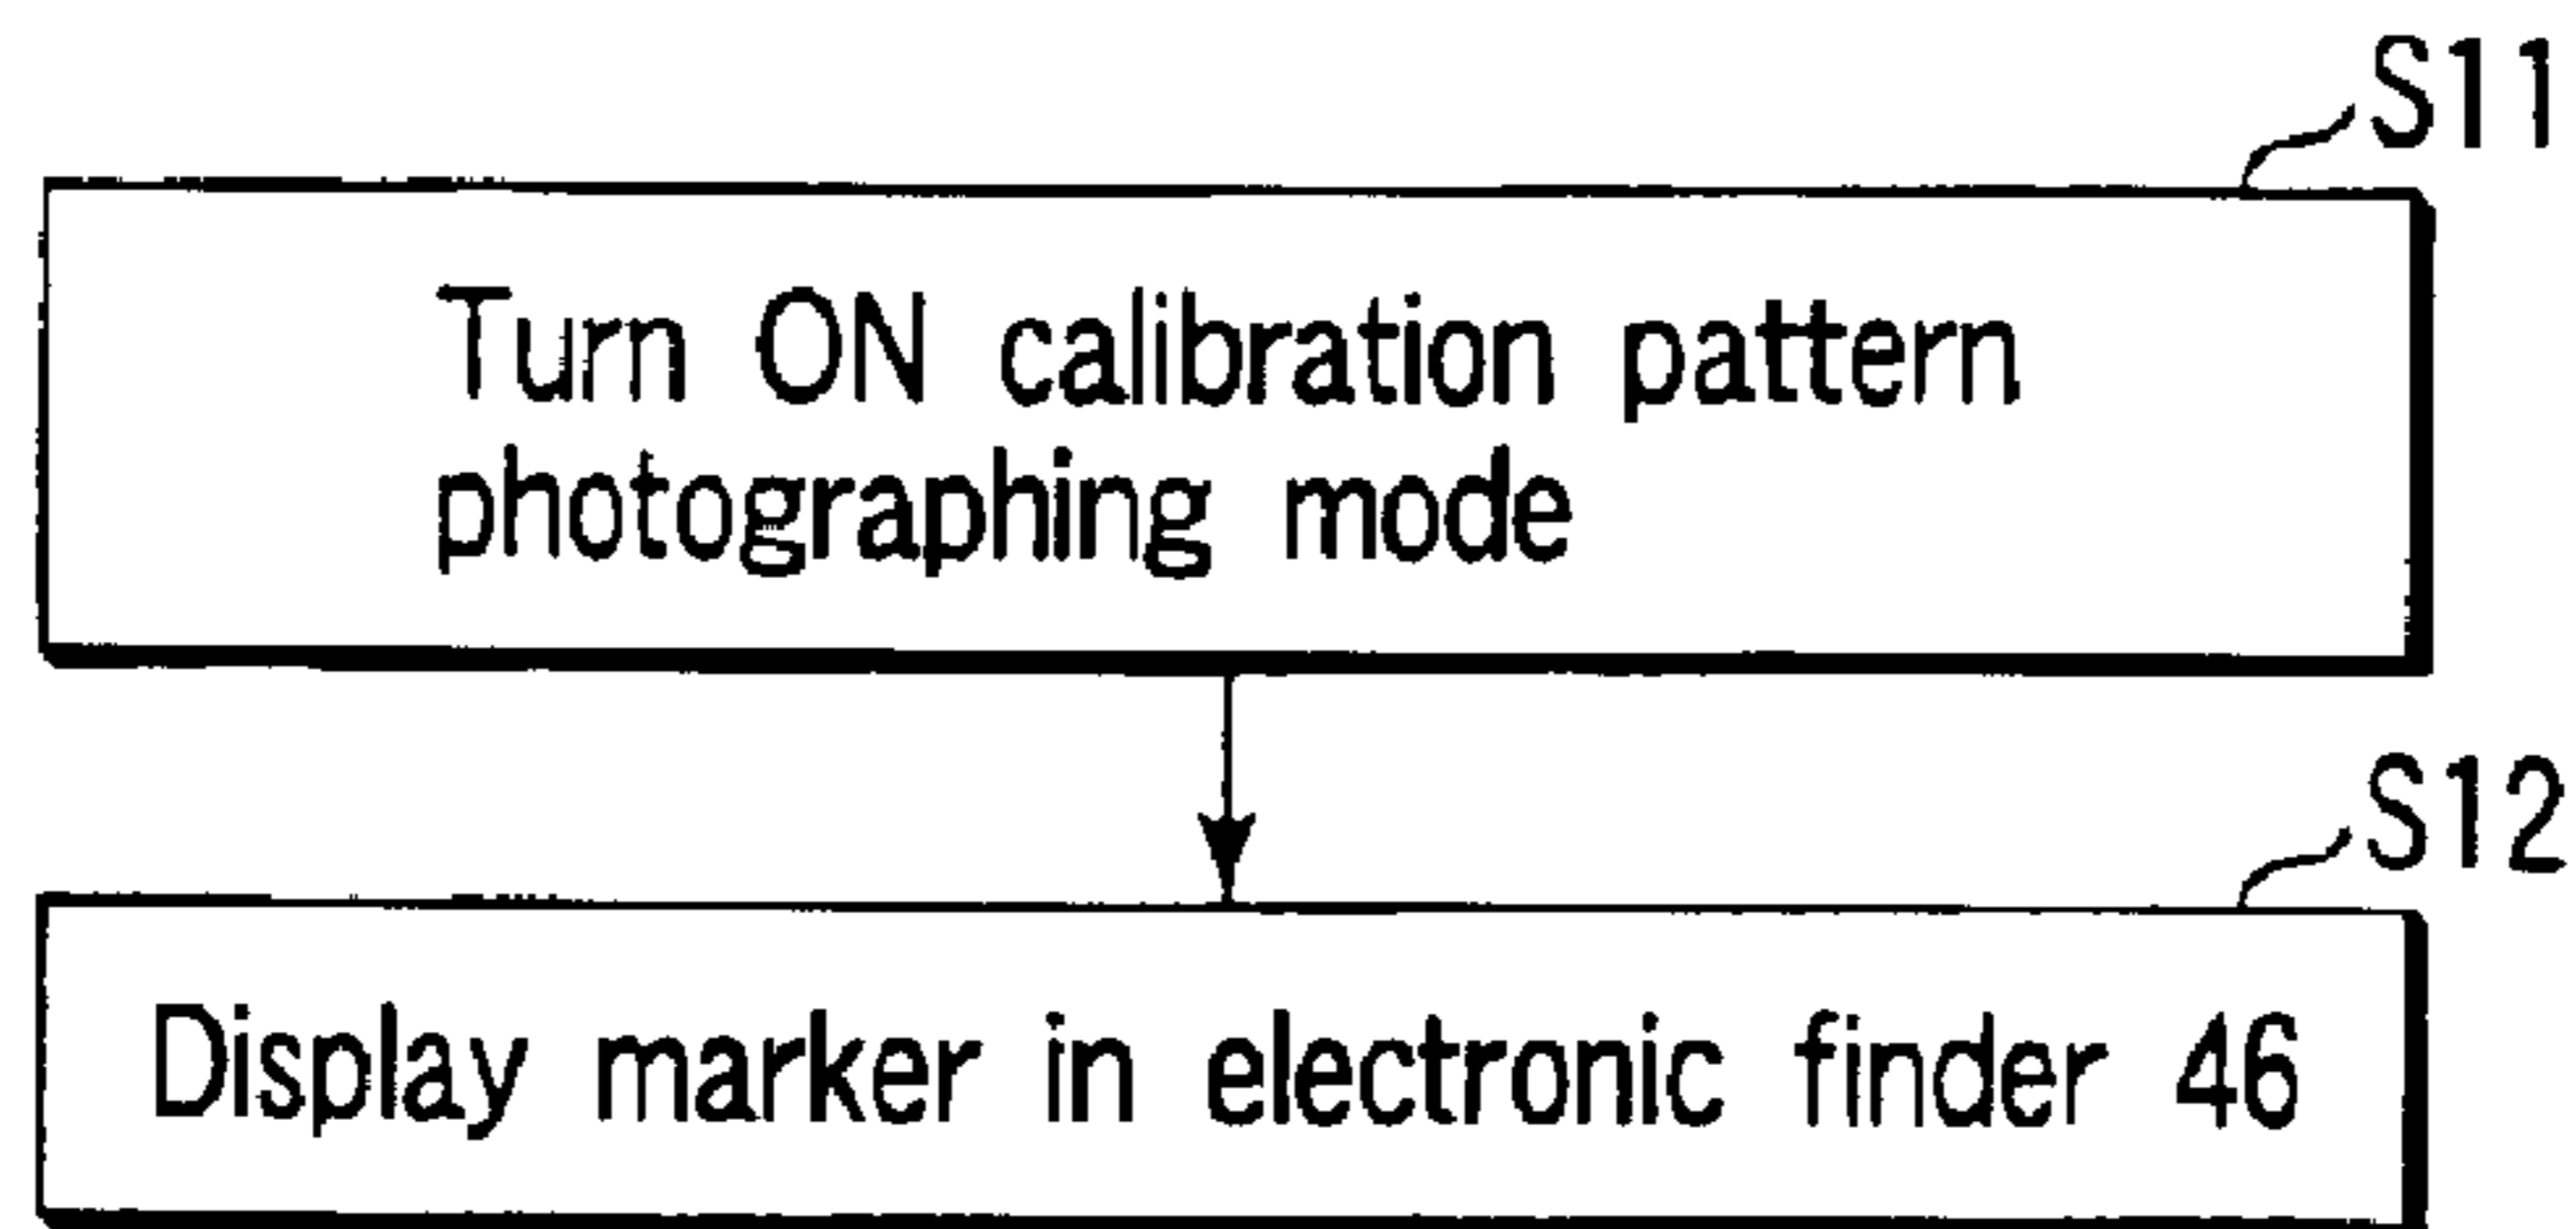 S11
Turn ON calibration pattern
photographing mode
S12
Display marker in electronic finder 46